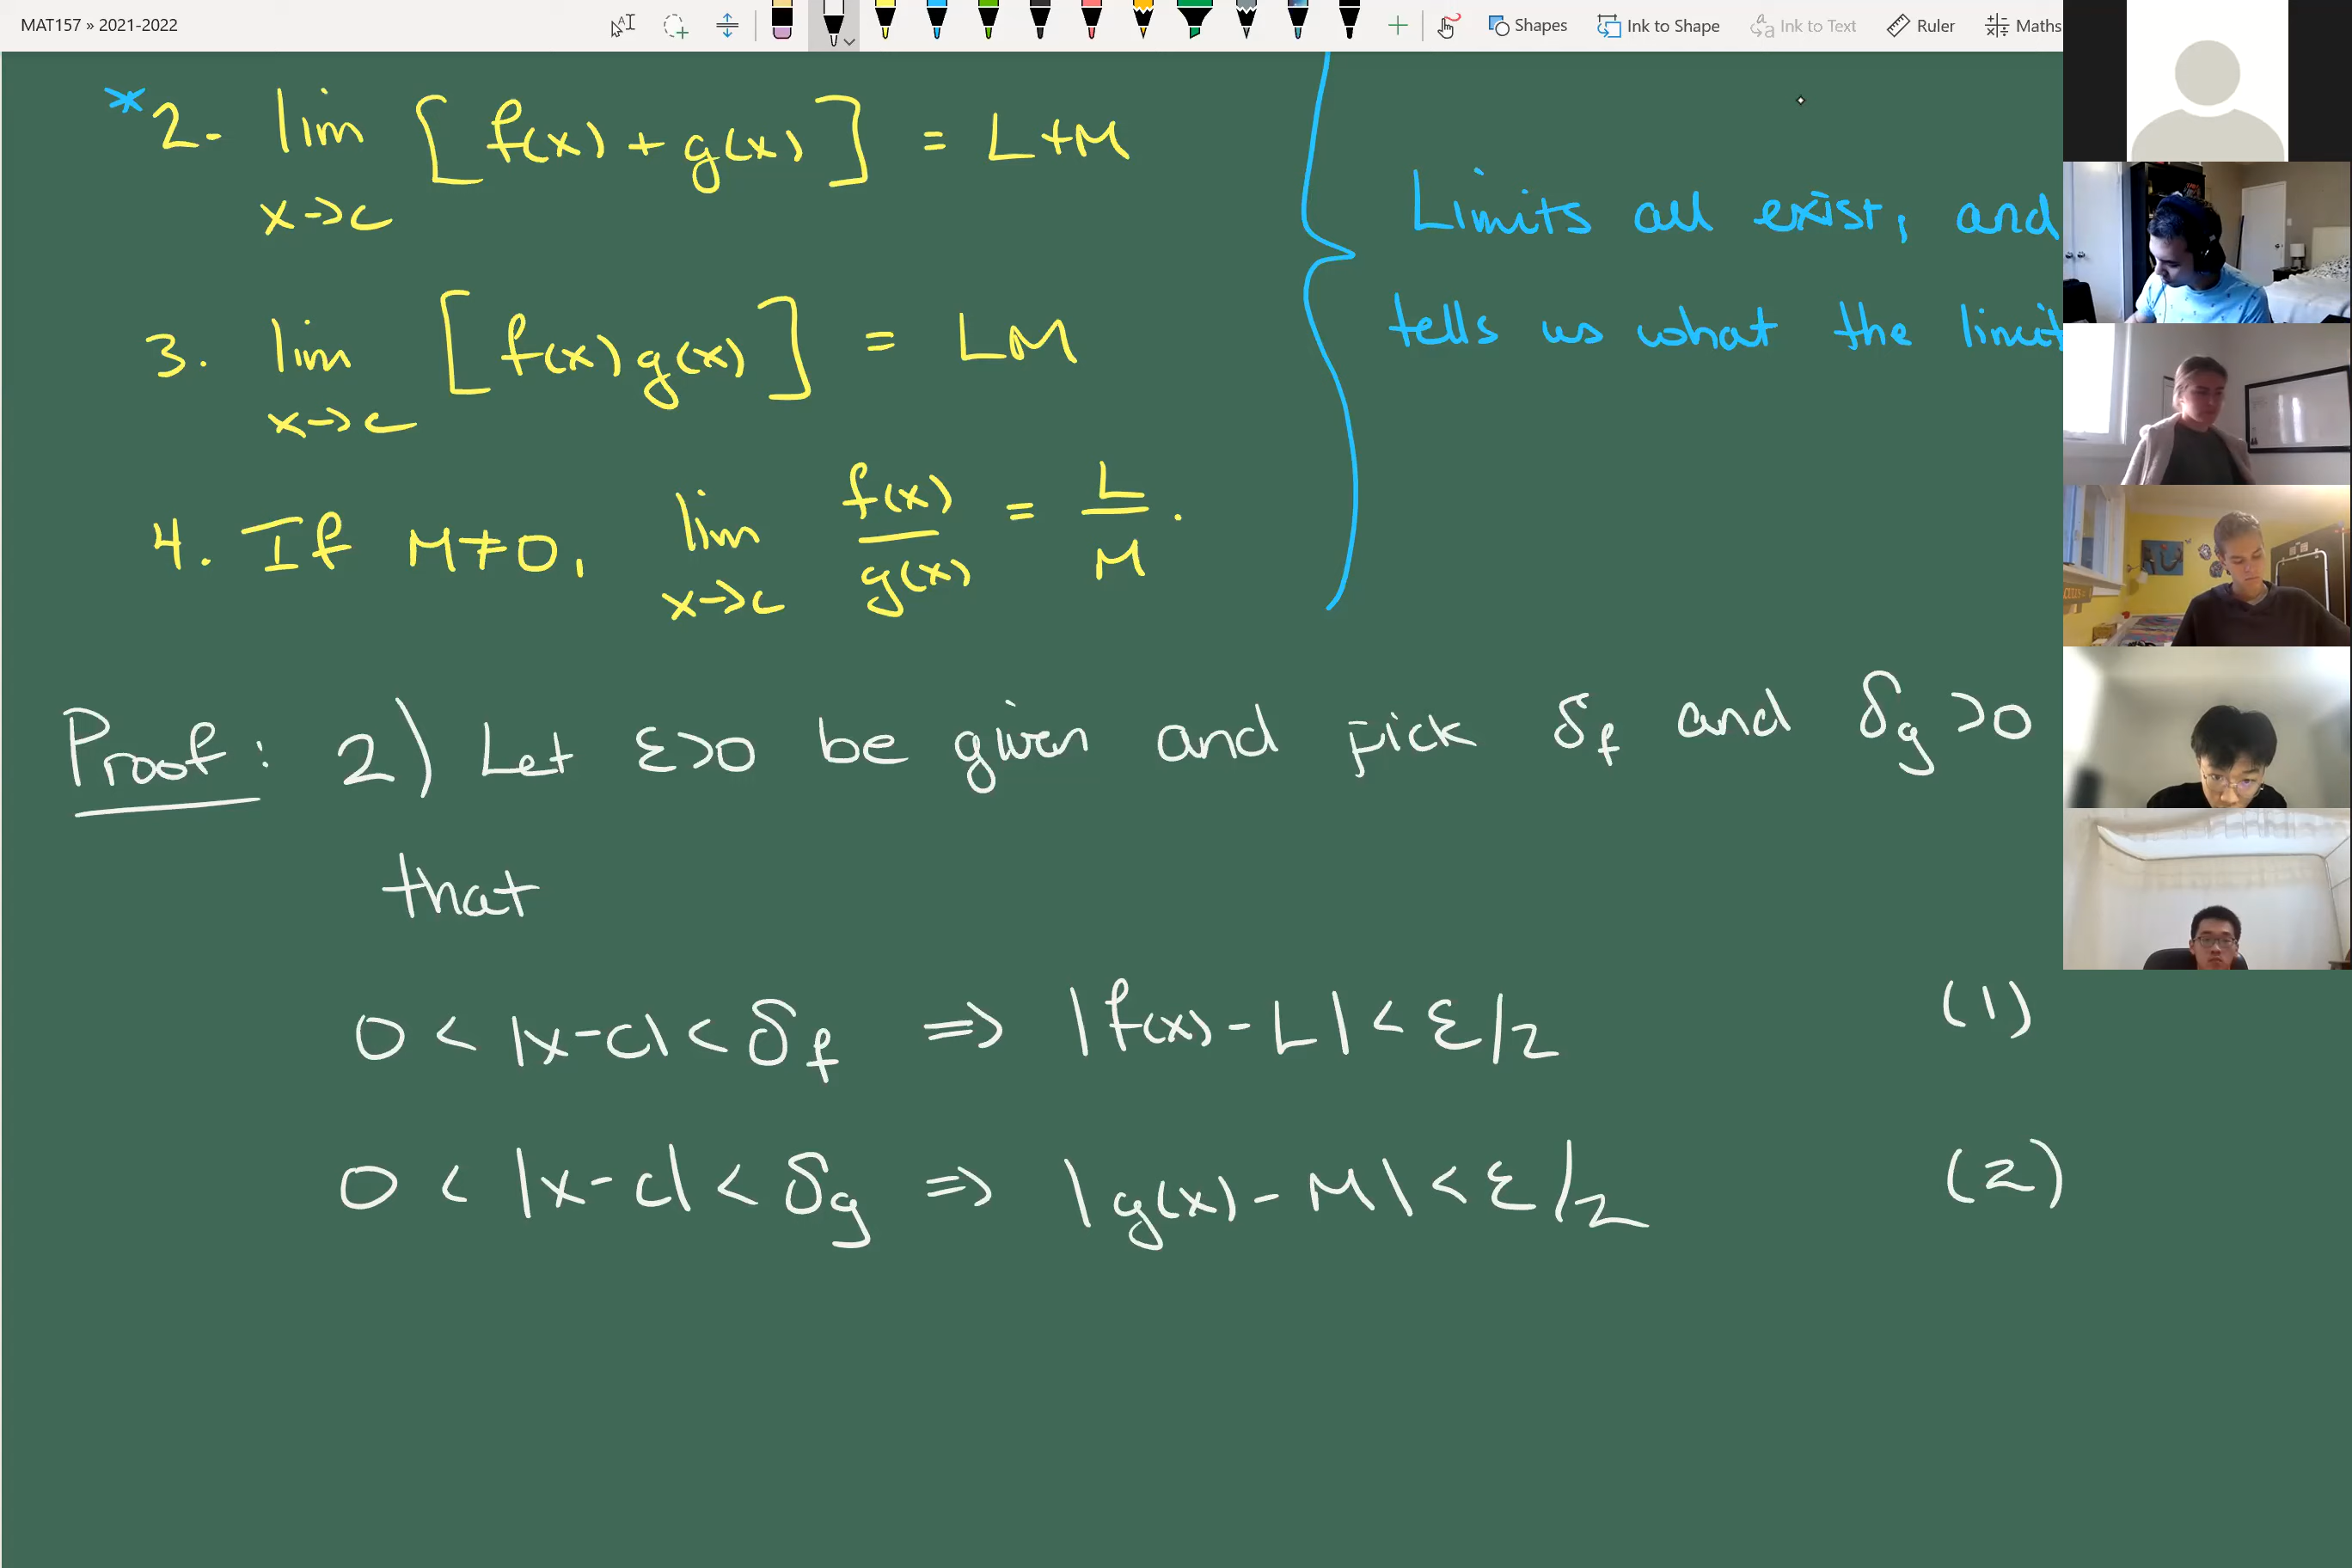 MAT157 » 2021-2022
Shapes Ink to Shape Ink to Text Ruler Maths
*2. lim [f(x) + g(x)] = L+M
x→c
Limits all exist, and
tells us what the limit
3. lim [f(x) g(x)] = LM
x→c
4. If M≠0, lim f(x)/g(x) = L/M.
x→c
Proof: 2) Let ε>0 be given and pick δf and δg >0
that
0 < |x-c| < δf ⇒ |f(x) - L| < ε/2 (1)
0 < |x-c| < δg ⇒ |g(x) - M| < ε/2 (2)